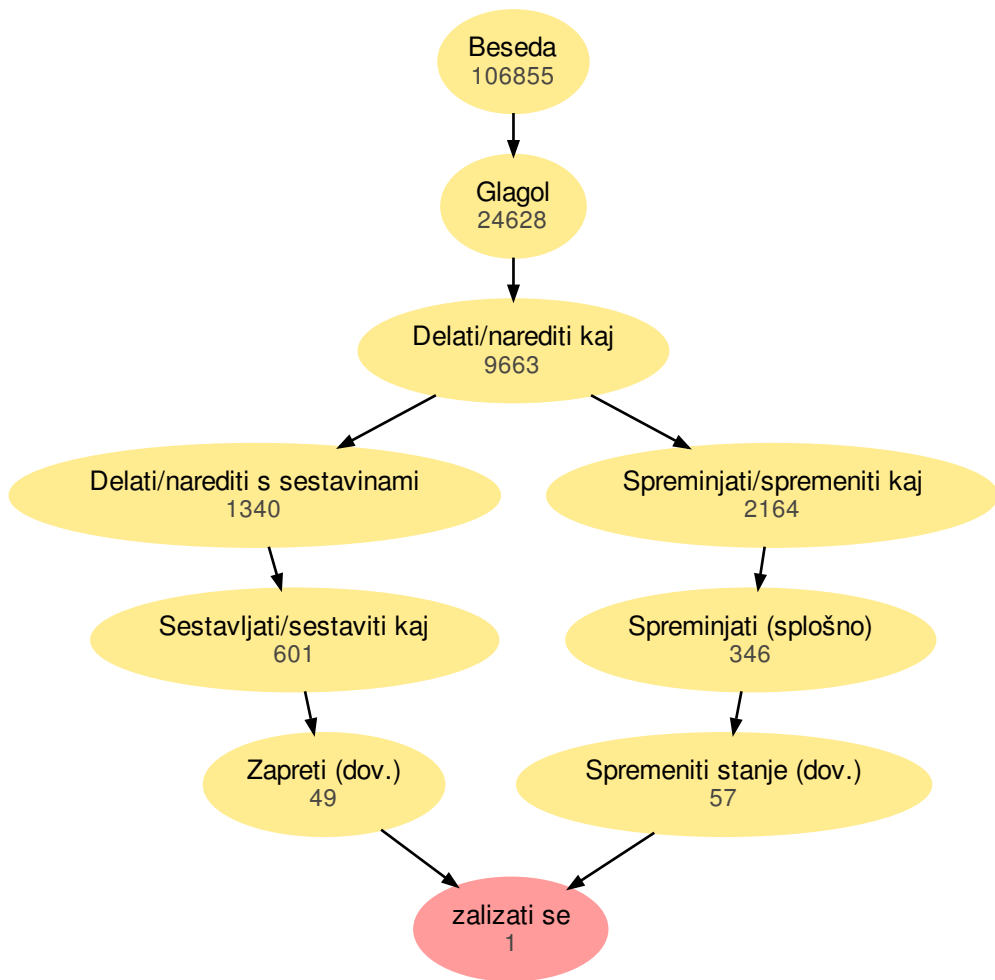 Beseda
106855
Glagol
24628
Delati/narediti kaj
9663
Delati/narediti s sestavinami
1340
Spreminjati/spremeniti kaj
2164
Sestavljati/sestaviti kaj
601
Spreminjati (splošno)
346
Zapreti (dov.)
49
Spremeniti stanje (dov.)
57
zalizati se
1